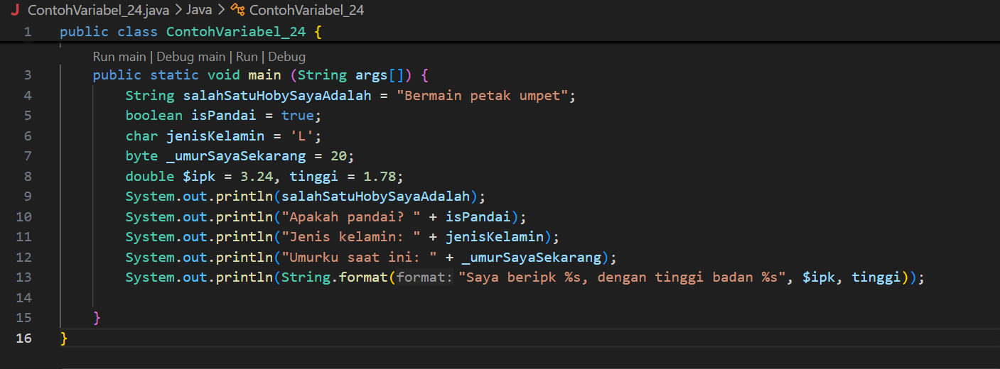 ContohVariabel_24.java > Java > ContohVariabel_24
1 public class ContohVariabel_24 {
Run main | Debug main | Run | Debug
3 public static void main (String args[]) {
4 String salahSatuHobySayaAdalah = "Bermain petak umpet";
5 boolean isPandai = true;
6 char jenisKelamin = 'L';
7 byte _umurSayaSekarang = 20;
8 double $ipk = 3.24, tinggi = 1.78;
9 System.out.println(salahSatuHobySayaAdalah);
10 System.out.println("Apakah pandai? " + isPandai);
11 System.out.println("Jenis kelamin: " + jenisKelamin);
12 System.out.println("Umurku saat ini: " + _umurSayaSekarang);
13 System.out.println(String.format(format: "Saya beripk %s, dengan tinggi badan %s", $ipk, tinggi));
14
15 }
16 }